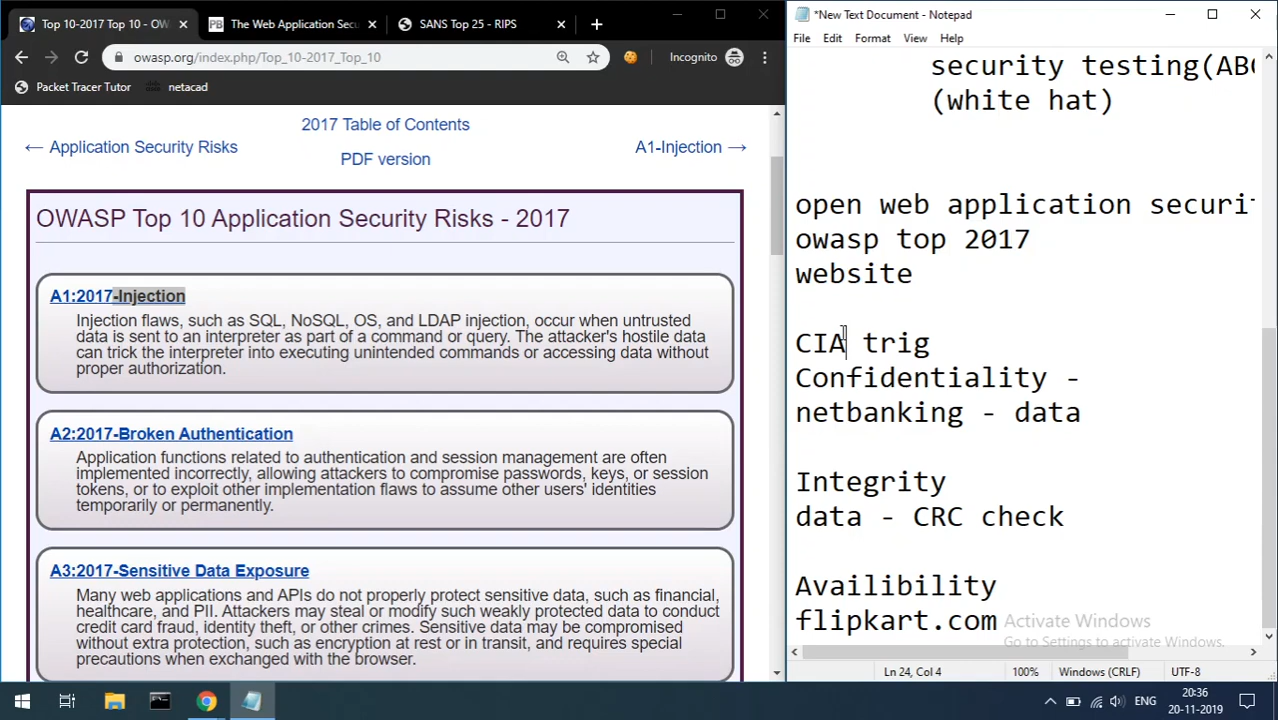 Top 10-2017 Top 10 - OW
The Web Application Secu
SANS Top 25 - RIPS
owasp.org/index.php/Top_10-2017_Top_10
Incognito
Packet Tracer Tutor
netacad
2017 Table of Contents
← Application Security Risks
A1-Injection →
PDF version
OWASP Top 10 Application Security Risks - 2017
A1:2017-Injection
Injection flaws, such as SQL, NoSQL, OS, and LDAP injection, occur when untrusted
data is sent to an interpreter as part of a command or query. The attacker's hostile data
can trick the interpreter into executing unintended commands or accessing data without
proper authorization.
A2:2017-Broken Authentication
Application functions related to authentication and session management are often
implemented incorrectly, allowing attackers to compromise passwords, keys, or session
tokens, or to exploit other implementation flaws to assume other users' identities
temporarily or permanently.
A3:2017-Sensitive Data Exposure
Many web applications and APIs do not properly protect sensitive data, such as financial,
healthcare, and PII. Attackers may steal or modify such weakly protected data to conduct
credit card fraud, identity theft, or other crimes. Sensitive data may be compromised
without extra protection, such as encryption at rest or in transit, and requires special
precautions when exchanged with the browser.
*New Text Document - Notepad
File Edit Format View Help
security testing(ABC
(white hat)
open web application securit
owasp top 2017
website
CIA trig
Confidentiality -
netbanking - data
Integrity
data - CRC check
Availibility
flipkart.com
Activate Windows
Go to Settings to activate Windows.
Ln 24, Col 4 100% Windows (CRLF) UTF-8
ENG
20:36
20-11-2019